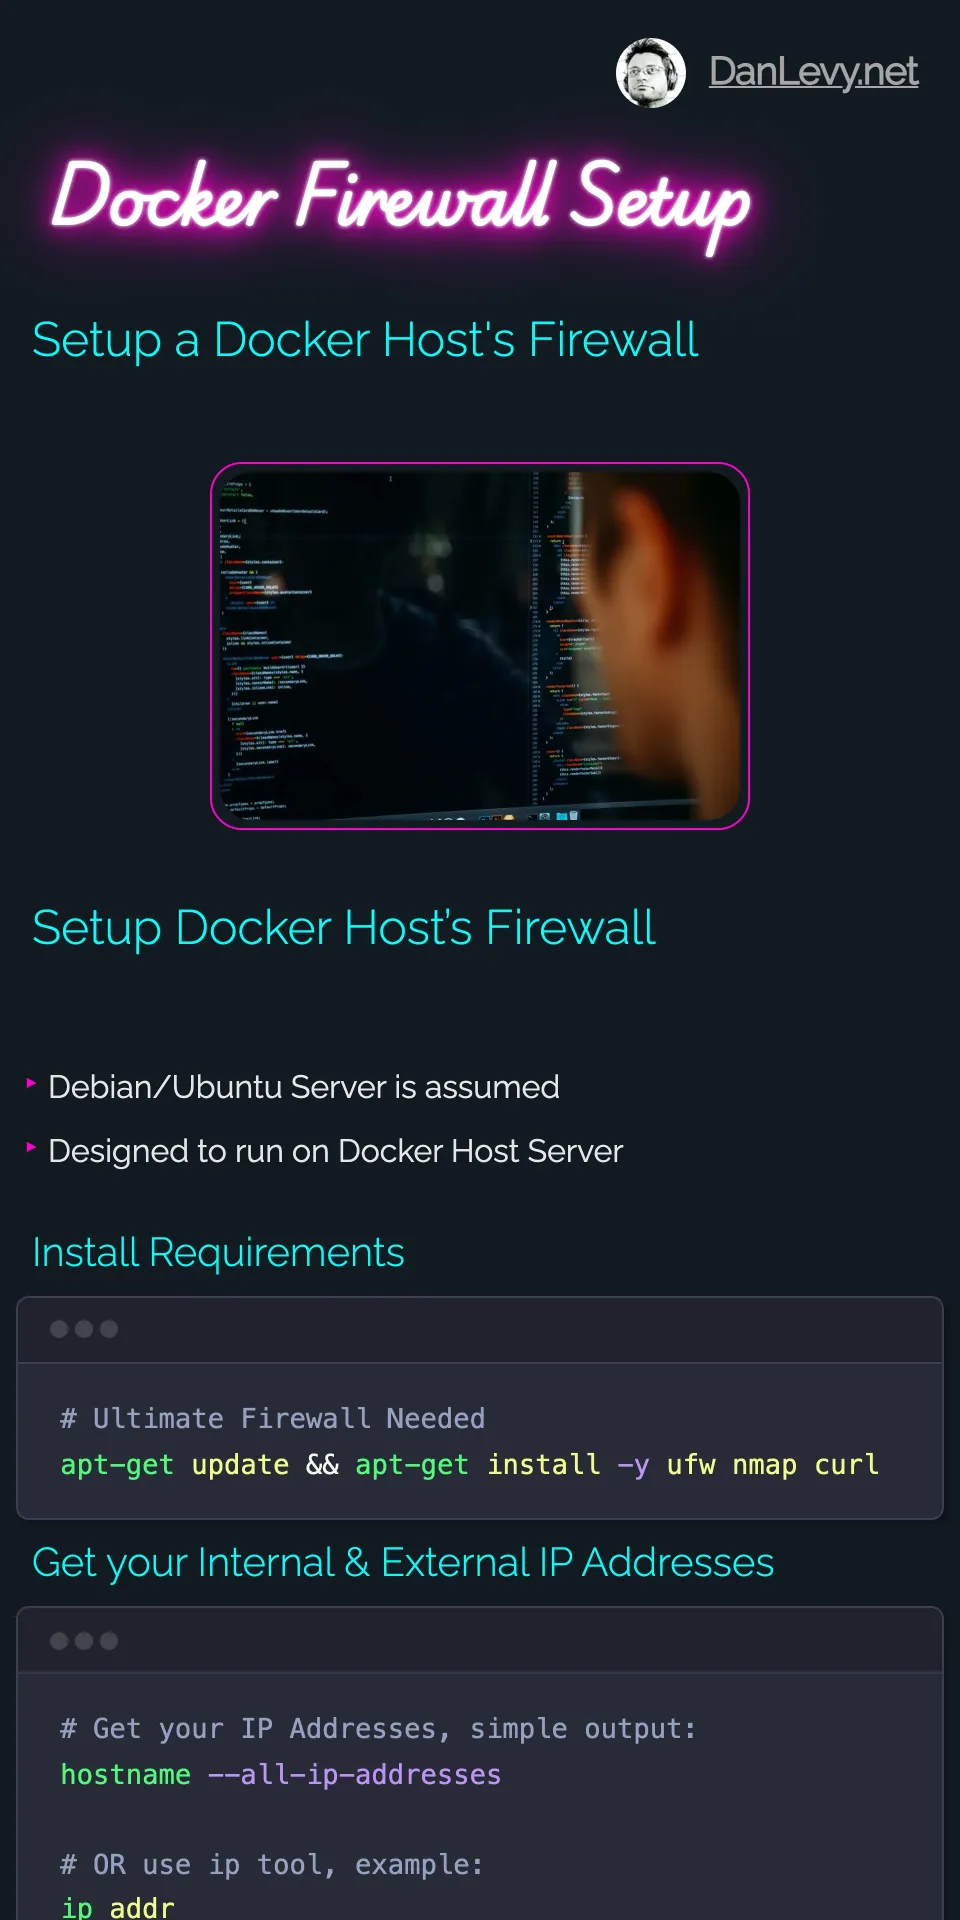 DanLevy.net
Docker Firewall Setup
Setup a Docker Host's Firewall
Setup Docker Host’s Firewall
Debian/Ubuntu Server is assumed
Designed to run on Docker Host Server
Install Requirements
# Ultimate Firewall Needed
apt-get update && apt-get install -y ufw nmap curl
Get your Internal & External IP Addresses
# Get your IP Addresses, simple output:
hostname --all-ip-addresses
# OR use ip tool, example:
ip addr